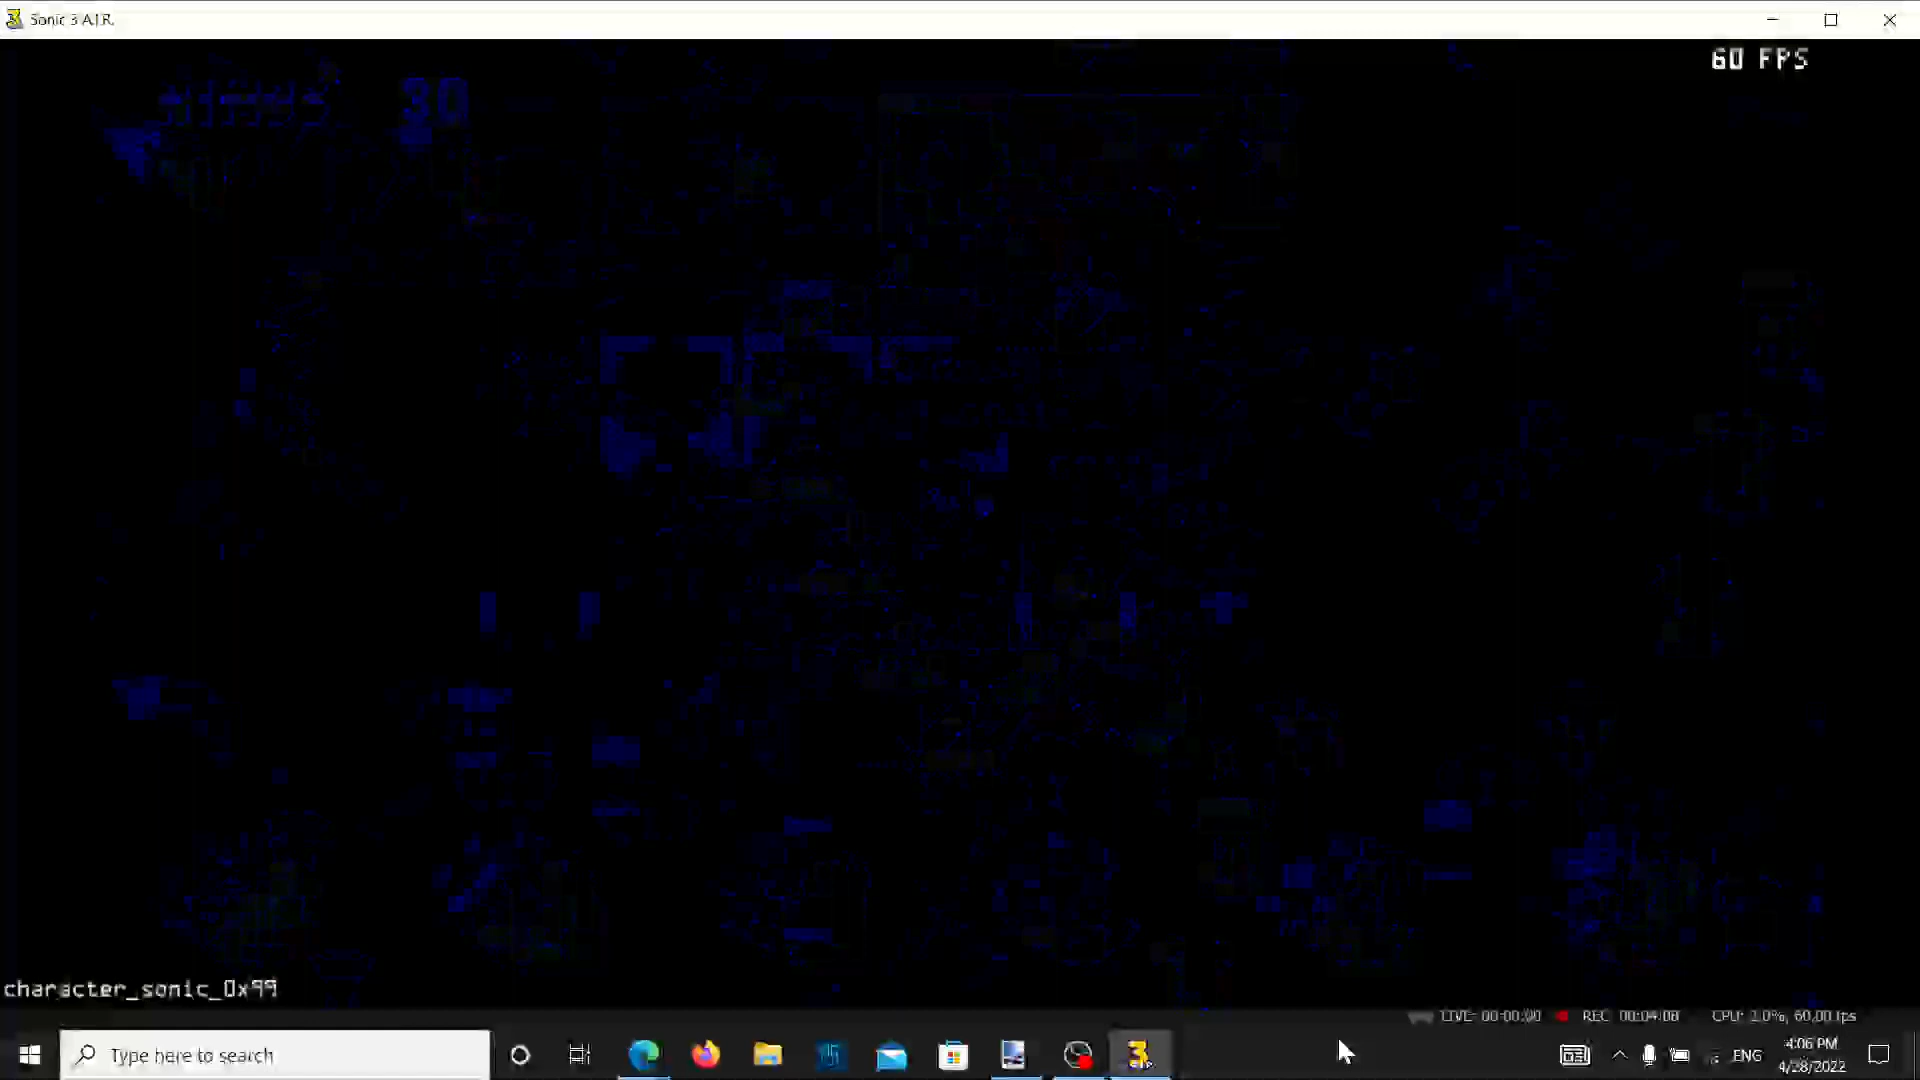 Sonic 3 A.I.R.
60 FPS
30
character_sonic_0x99
LIVE: 00:00:00 REC: 00:04:08 CPU: 1.0%, 60.00 fps
Type here to search
ENG
4:06 PM
4/28/2022